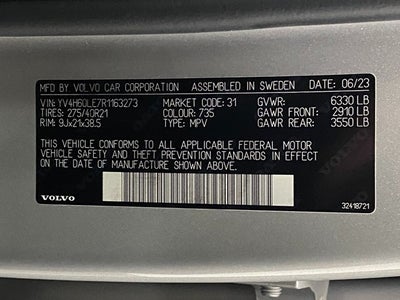 MFD BY VOLVO CAR CORPORATION ASSEMBLED IN SWEDEN DATE: 06/23
VIN: YV4H60LE7R1163273 MARKET CODE: 31 GVWR: 6330 LB
TIRES: 275/40R21 COLOUR: 735 GAWR FRONT: 2910 LB
RIM: 9Jx21x38.5 TYPE: MPV GAWR REAR: 3550 LB
THIS VEHICLE CONFORMS TO ALL APPLICABLE FEDERAL MOTOR
VEHICLE SAFETY AND THEFT PREVENTION STANDARDS IN EFFECT
ON THE DATE OF MANUFACTURE SHOWN ABOVE.
VOLVO 32418721